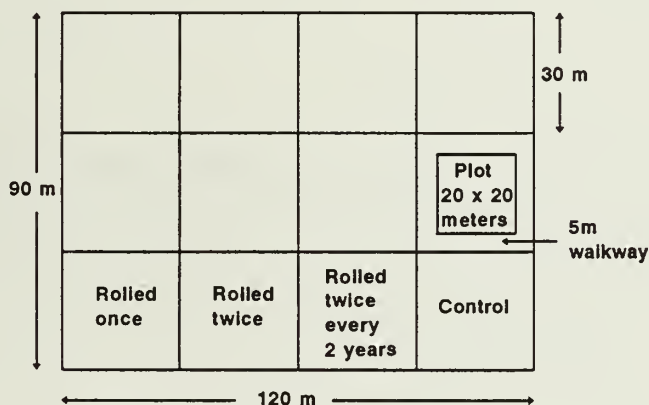 30 m
90 m
Plot
20 x 20
meters
5m
walkway
Rolled
once
Rolled
twice
Rolled
twice
every
2 years
Control
120 m